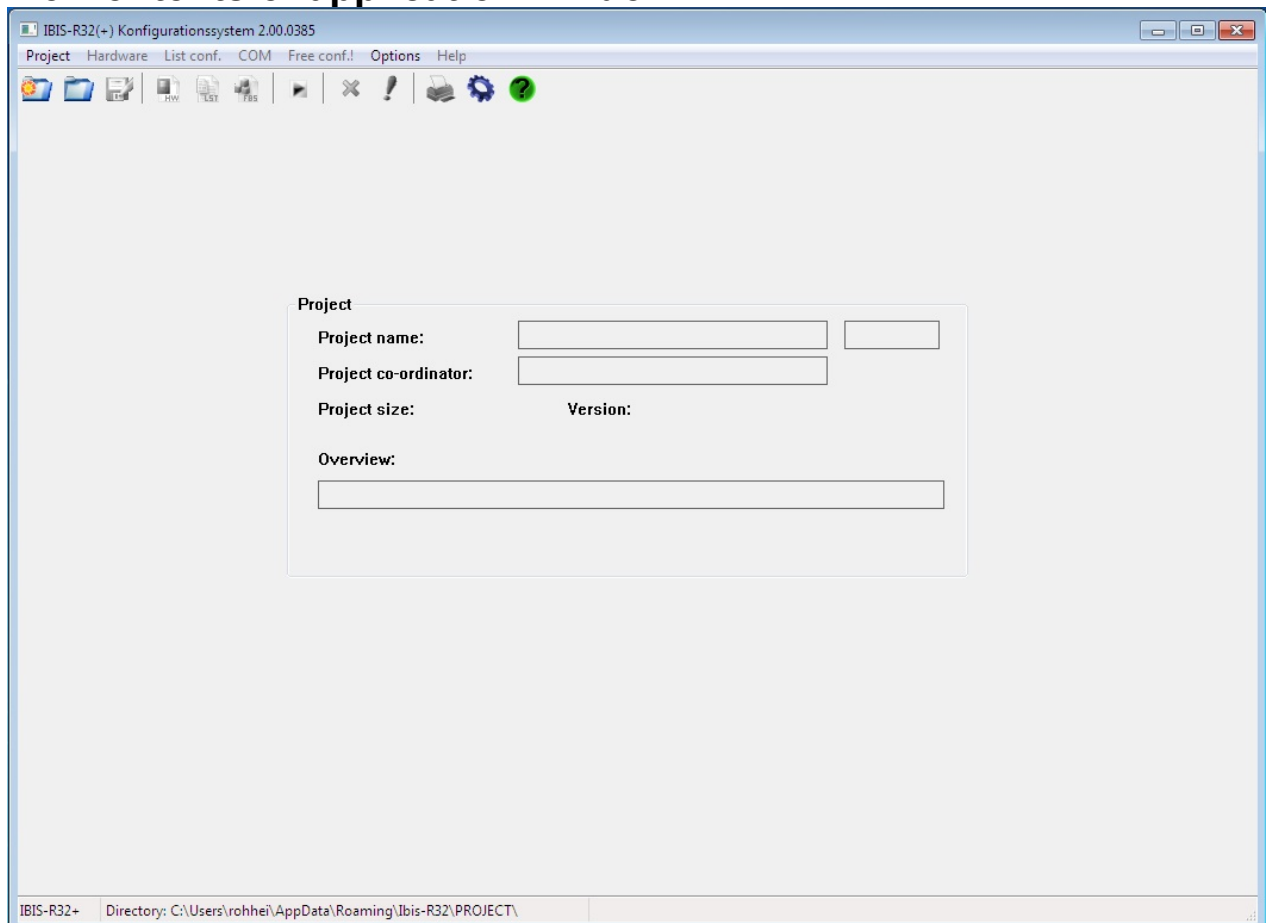 IBIS-R32(+) Konfigurationssystem 2.00.0385
Project Hardware List conf. COM Free conf.! Options Help
HW LST FBS
Project
Project name:
Project co-ordinator:
Project size: Version:
Overview:
IBIS-R32+ Directory: C:\Users\rohhei\AppData\Roaming\Ibis-R32\PROJECT\